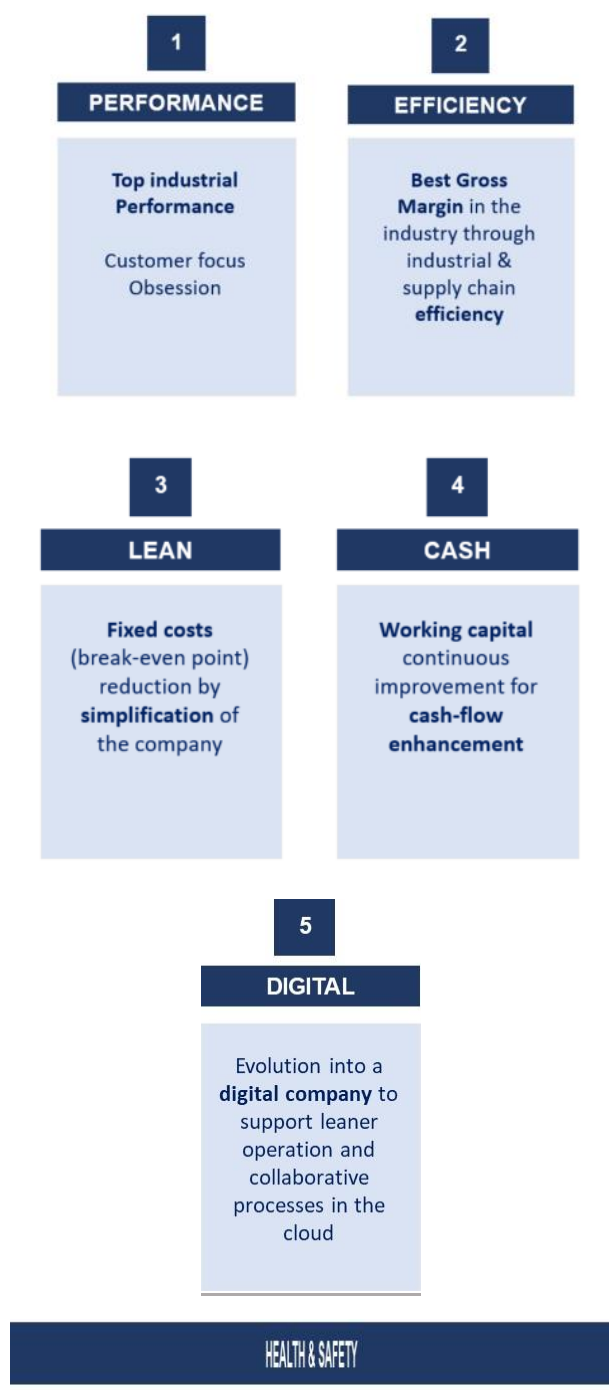 1
PERFORMANCE
Top industrial
Performance
Customer focus
Obsession
2
EFFICIENCY
Best Gross
Margin in the
industry through
industrial &
supply chain
efficiency
3
LEAN
Fixed costs
(break-even point)
reduction by
simplification of
the company
4
CASH
Working capital
continuous
improvement for
cash-flow
enhancement
5
DIGITAL
Evolution into a
digital company to
support leaner
operation and
collaborative
processes in the
cloud
HEALTH & SAFETY